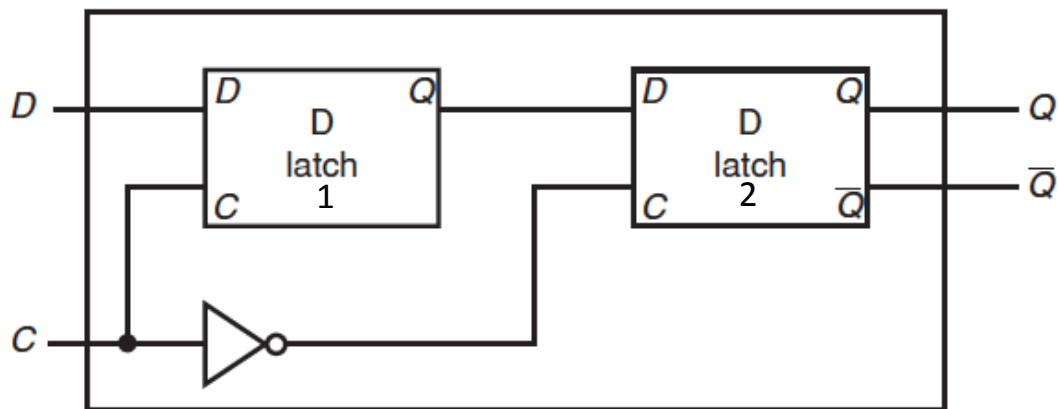 D D Q D Q Q
D D
latch latch
1 2
C C Q̅ Q̅
C